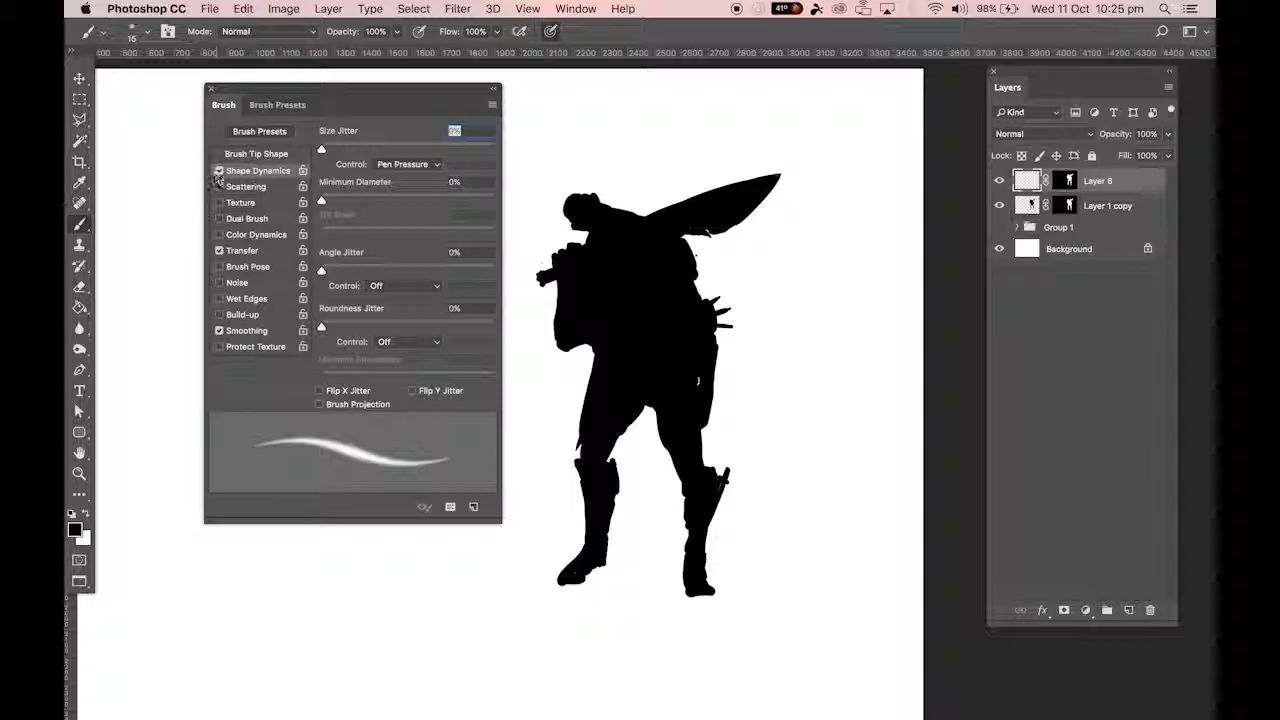 Photoshop CC File Edit Image Layer Type Select Filter 3D View Window Help 41° 98% Wed 11 Oct 10:25 pm
15 Mode: Normal Opacity: 100% Flow: 100%
400 500 600 700 800 900 1000 1100 1200 1300 1400 1500 1600 1700 1800 1900 2000 2100 2200 2300 2400 2500 2600 2700 2800 2900 3000 3100 3200 3300 3400 3500 3600 3700 3800 3900 4000 4100 4200 4300 4400 4500
Brush Brush Presets
Brush Presets
Brush Tip Shape
Shape Dynamics
Scattering
Texture
Dual Brush
Color Dynamics
Transfer
Brush Pose
Noise
Wet Edges
Build-up
Smoothing
Protect Texture
Size Jitter 0%
Control: Pen Pressure
Minimum Diameter 0%
Tilt Scale
Angle Jitter 0%
Control: Off
Roundness Jitter 0%
Control: Off
Minimum Roundness
Flip X Jitter Flip Y Jitter
Brush Projection
Layers
Kind
Normal Opacity: 100%
Lock: Fill: 100%
Layer 6
Layer 1 copy
Group 1
Background